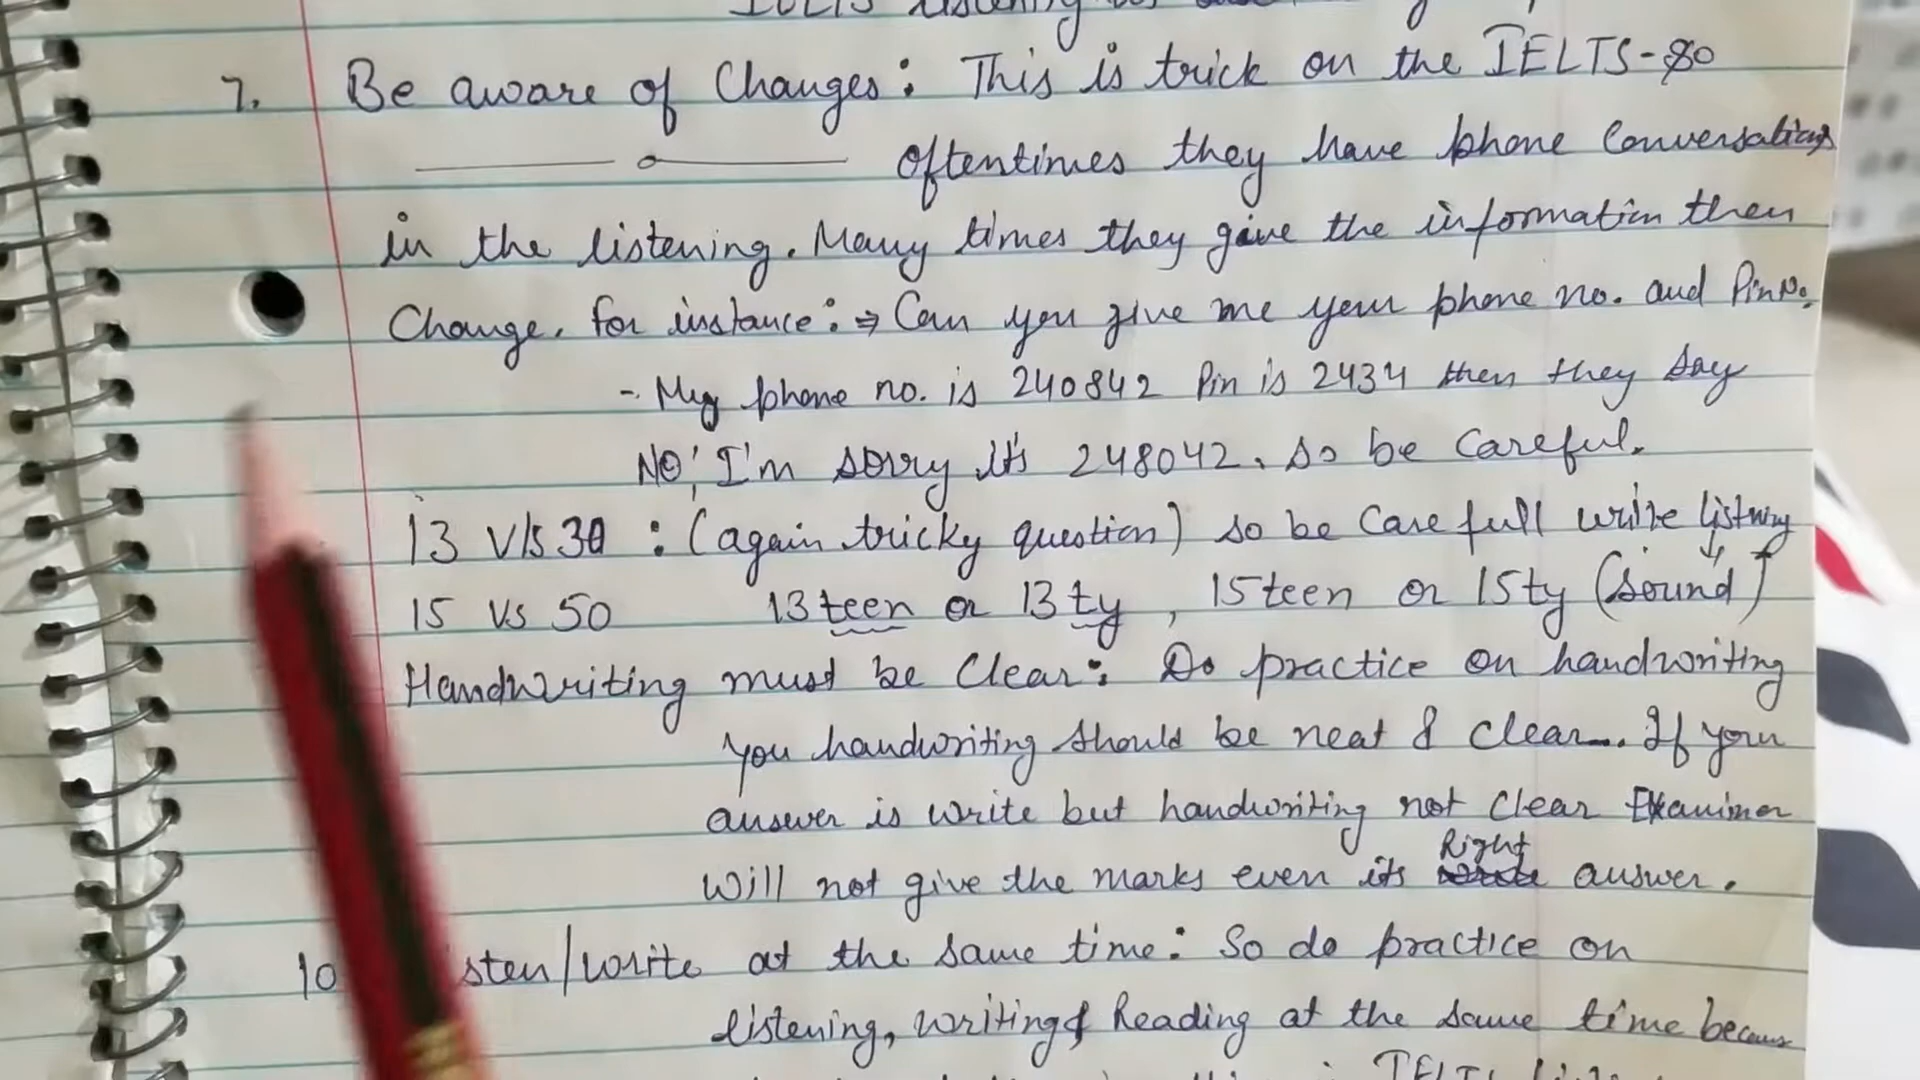 IELTS listening
7. Be aware of Changes: This is trick on the IELTS-so
oftentimes they have phone Conversations
in the listening. Many times they give the information then
Change. for instance:⇒ Can you give me your phone no. and Pin No.
- My phone no. is 240842 Pin is 2434 then they say
NO! I'm sorry it's 248042. so be Careful.
13 V/s 30 : (again tricky question) so be Carefull write listning
15 vs 50 13teen or 13ty, 15teen or 15ty (sound)
Handwriting must be Clear: Do practice on handwriting
you handwriting should be neat & clear... If your
answer is write but handwriting not Clear Examiner
will not give the marks even its Right answer.
10 sten/write at the same time: So do practice on
listening, writing & Reading at the same time becaus
IELTS